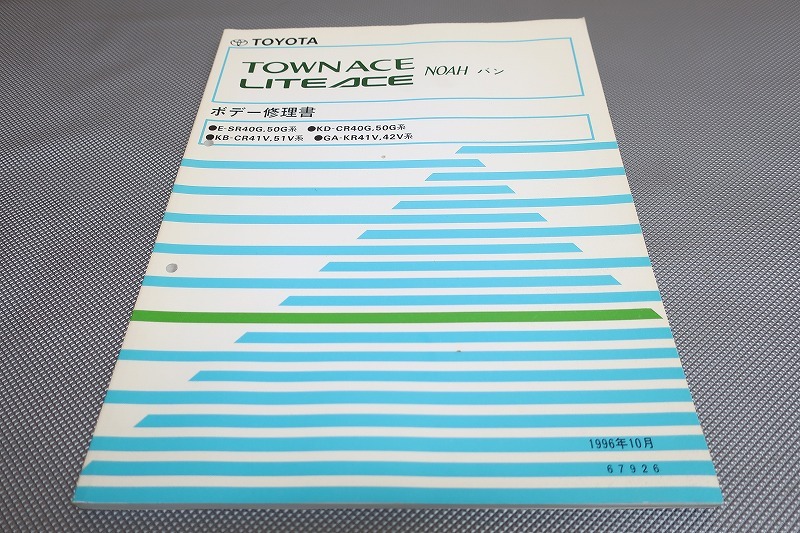 TOYOTA
TOWNACE NOAH バン
LITEACE
ボデー修理書
●E-SR40G,50G系 ●KD-CR40G,50G系
●KB-CR41V,51V系 ●GA-KR41V,42V系
1996年10月
67926